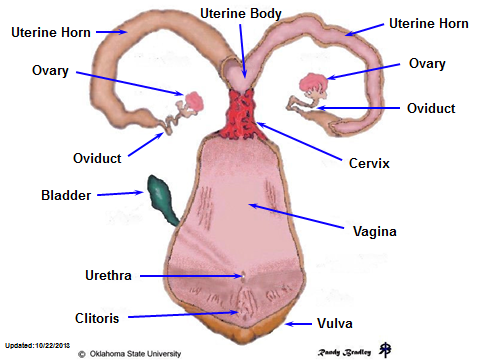 Uterine Body
Uterine Horn
Uterine Horn
Ovary
Ovary
Oviduct
Oviduct
Cervix
Bladder
Vagina
Urethra
Clitoris
Vulva
Updated:10/22/2013
© Oklahoma State University
Randy Bradley